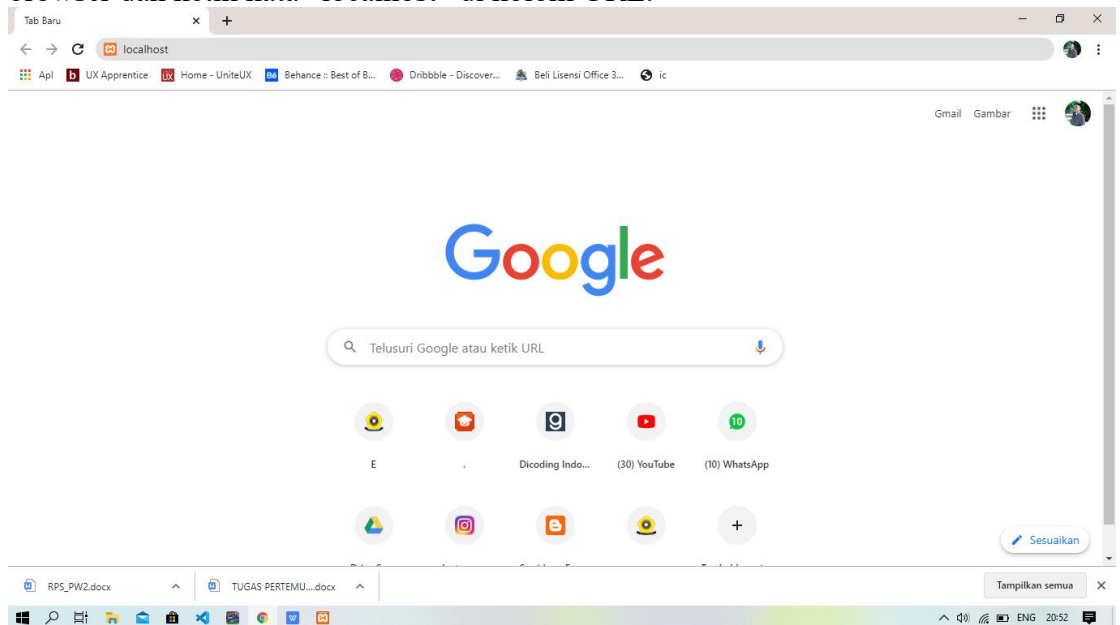 Tab Baru
localhost
Apl UX Apprentice Home - UniteUX Behance :: Best of B... Dribbble - Discover... Beli Lisensi Office 3... ic
Gmail Gambar
Google
Telusuri Google atau ketik URL
E . Dicoding Indo... (30) YouTube (10) WhatsApp
Sesuaikan
RPS_PW2.docx TUGAS PERTEMU....docx Tampilkan semua
ENG 20:52